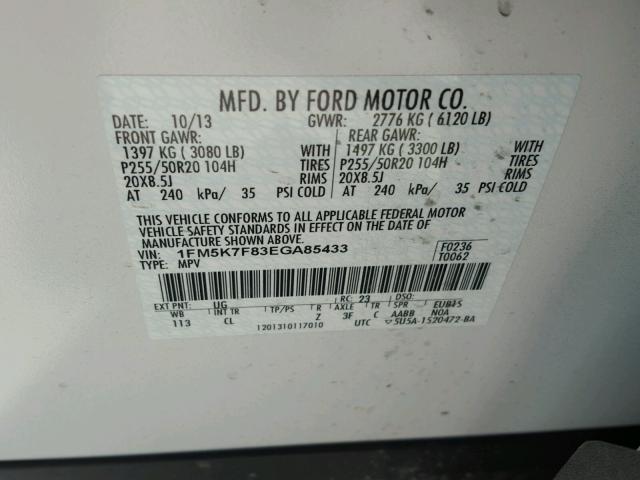 MFD. BY FORD MOTOR CO.
DATE: 10/13 GVWR: 2776 KG ( 6120 LB)
FRONT GAWR: REAR GAWR:
1397 KG ( 3080 LB) WITH 1497 KG ( 3300 LB) WITH
P255/50R20 104H TIRES P255/50R20 104H TIRES
20X8.5J RIMS 20X8.5J RIMS
AT 240 kPa/ 35 PSI COLD AT 240 kPa/ 35 PSI COLD
THIS VEHICLE CONFORMS TO ALL APPLICABLE FEDERAL MOTOR
VEHICLE SAFETY STANDARDS IN EFFECT ON THE DATE OF
MANUFACTURE SHOWN ABOVE.
VIN: 1FM5K7F83EGA85433 F0236
TYPE: MPV T0062
EXT PNT: UG RC: 23 DSO:
WB INT TR TP/PS R AXLE TR SPR
113 CL Z 3F C AABB NOA
1201310117010 UTC